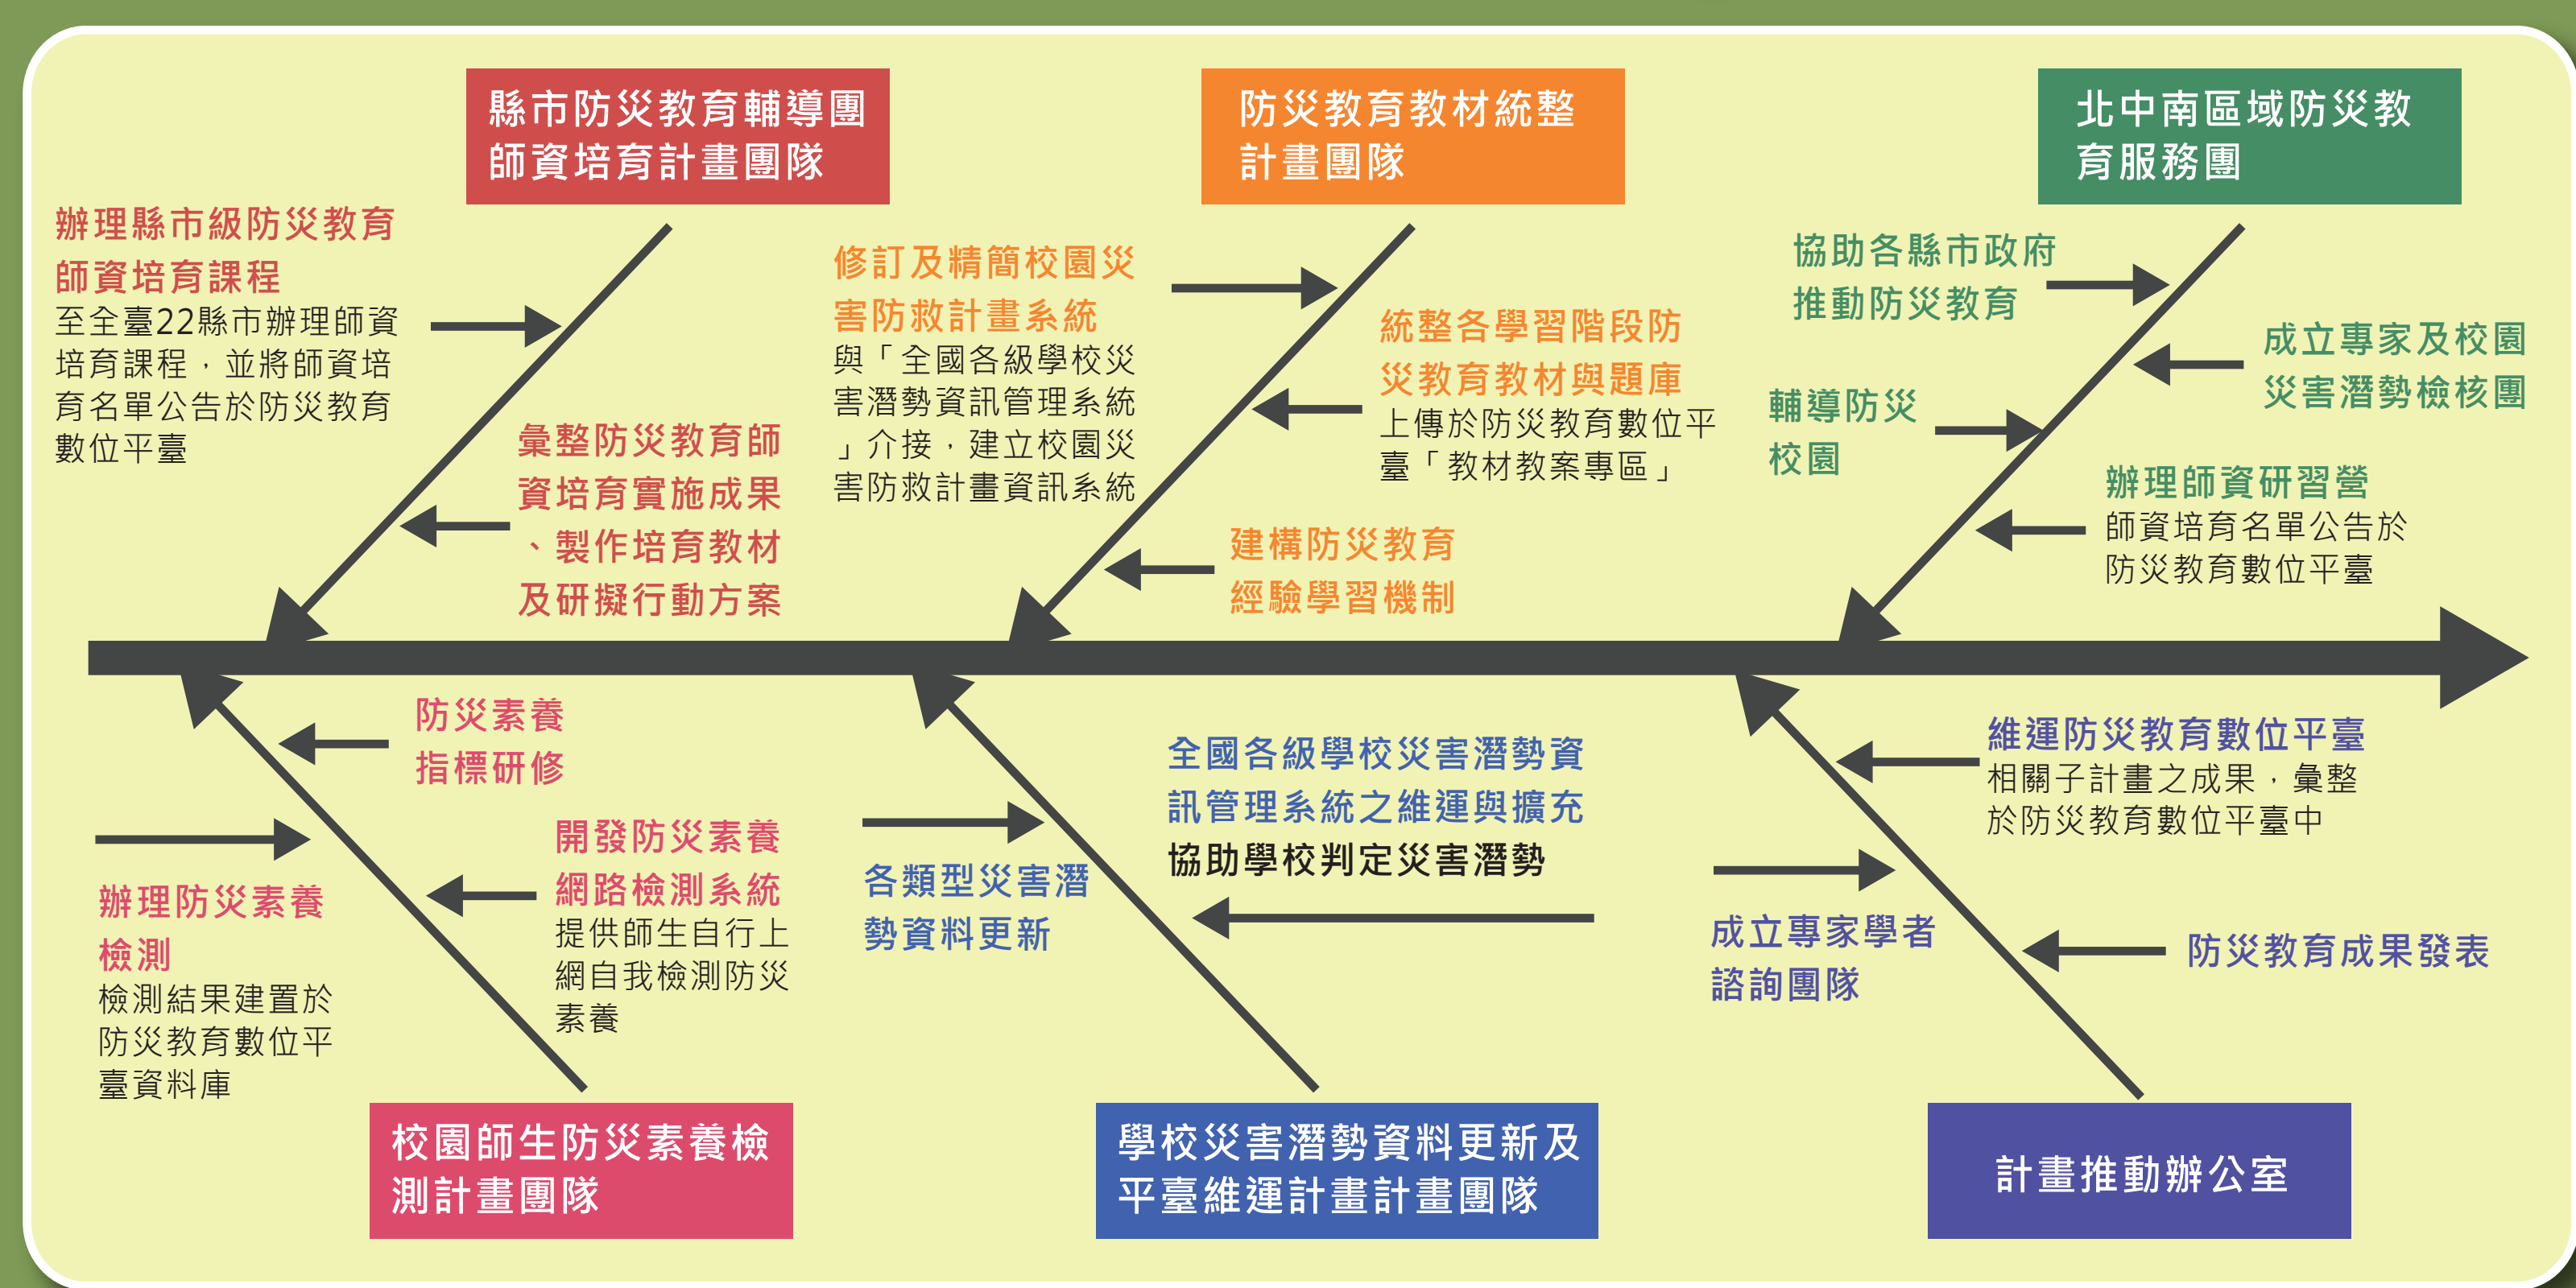 縣市防災教育輔導團
師資培育計畫團隊
辦理縣市級防災教育
師資培育課程
至全臺22縣市辦理師資
培育課程，並將師資培
育名單公告於防災教育
數位平臺
彙整防災教育師
資培育實施成果
、製作培育教材
及研擬行動方案
防災教育教材統整
計畫團隊
修訂及精簡校園災
害防救計畫系統
與「全國各級學校災
害潛勢資訊管理系統
」介接，建立校園災
害防救計畫資訊系統
統整各學習階段防
災教育教材與題庫
上傳於防災教育數位平
臺「教材教案專區」
建構防災教育
經驗學習機制
北中南區域防災教
育服務團
協助各縣市政府
推動防災教育
成立專家及校園
災害潛勢檢核團
輔導防災
校園
辦理師資研習營
師資培育名單公告於
防災教育數位平臺
防災素養
指標研修
辦理防災素養
檢測
檢測結果建置於
防災教育數位平
臺資料庫
開發防災素養
網路檢測系統
提供師生自行上
網自我檢測防災
素養
校園師生防災素養檢
測計畫團隊
各類型災害潛
勢資料更新
全國各級學校災害潛勢資
訊管理系統之維運與擴充
協助學校判定災害潛勢
學校災害潛勢資料更新及
平臺維運計畫計畫團隊
維運防災教育數位平臺
相關子計畫之成果，彙整
於防災教育數位平臺中
成立專家學者
諮詢團隊
防災教育成果發表
計畫推動辦公室